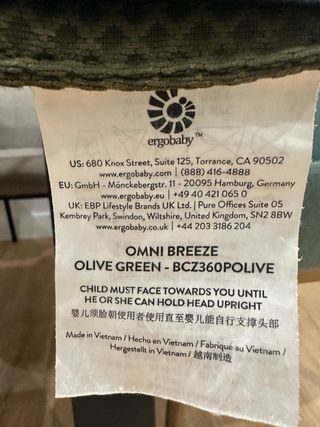 ergobaby™
US: 680 Knox Street, Suite 125, Torrance, CA 90502
www.ergobaby.com | (888) 416-4888
EU: GmbH - Mönckebergstr. 11 - 20095 Hamburg, Germany
www.ergobaby.eu | +49 40 421 065 0
UK: EBP Lifestyle Brands UK Ltd. | Pure Offices Suite 05
Kembrey Park, Swindon, Wiltshire, United Kingdom, SN2 8BW
www.ergobaby.co.uk | +44 203 3186 204
OMNI BREEZE
OLIVE GREEN - BCZ360POLIVE
CHILD MUST FACE TOWARDS YOU UNTIL
HE OR SHE CAN HOLD HEAD UPRIGHT
婴儿须脸朝使用者使用直至婴儿能自行支撑头部
Made in Vietnam / Hecho en Vietnam / Fabriqué au Vietnam /
Hergestellt in Vietnam / 越南制造